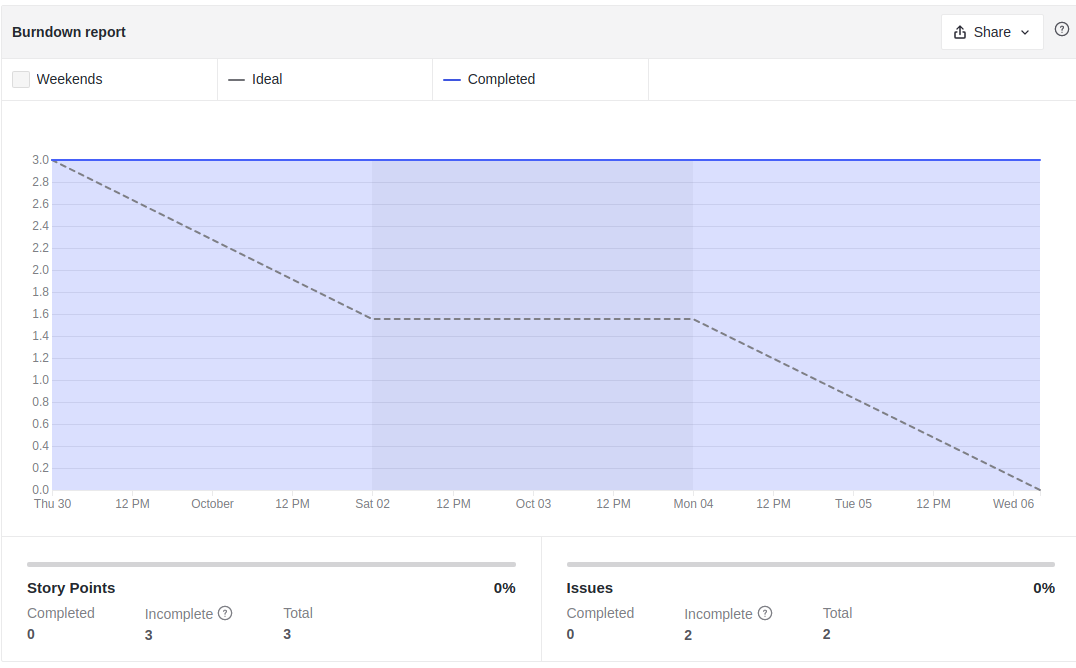 Burndown report
Share
Weekends
Ideal
Completed
3.0
2.8
2.6
2.4
2.2
2.0
1.8
1.6
1.4
1.2
1.0
0.8
0.6
0.4
0.2
0.0
Thu 30 12 PM October 12 PM Sat 02 12 PM Oct 03 12 PM Mon 04 12 PM Tue 05 12 PM Wed 06
Story Points 0%
Completed Incomplete ? Total
0 3 3
Issues 0%
Completed Incomplete ? Total
0 2 2